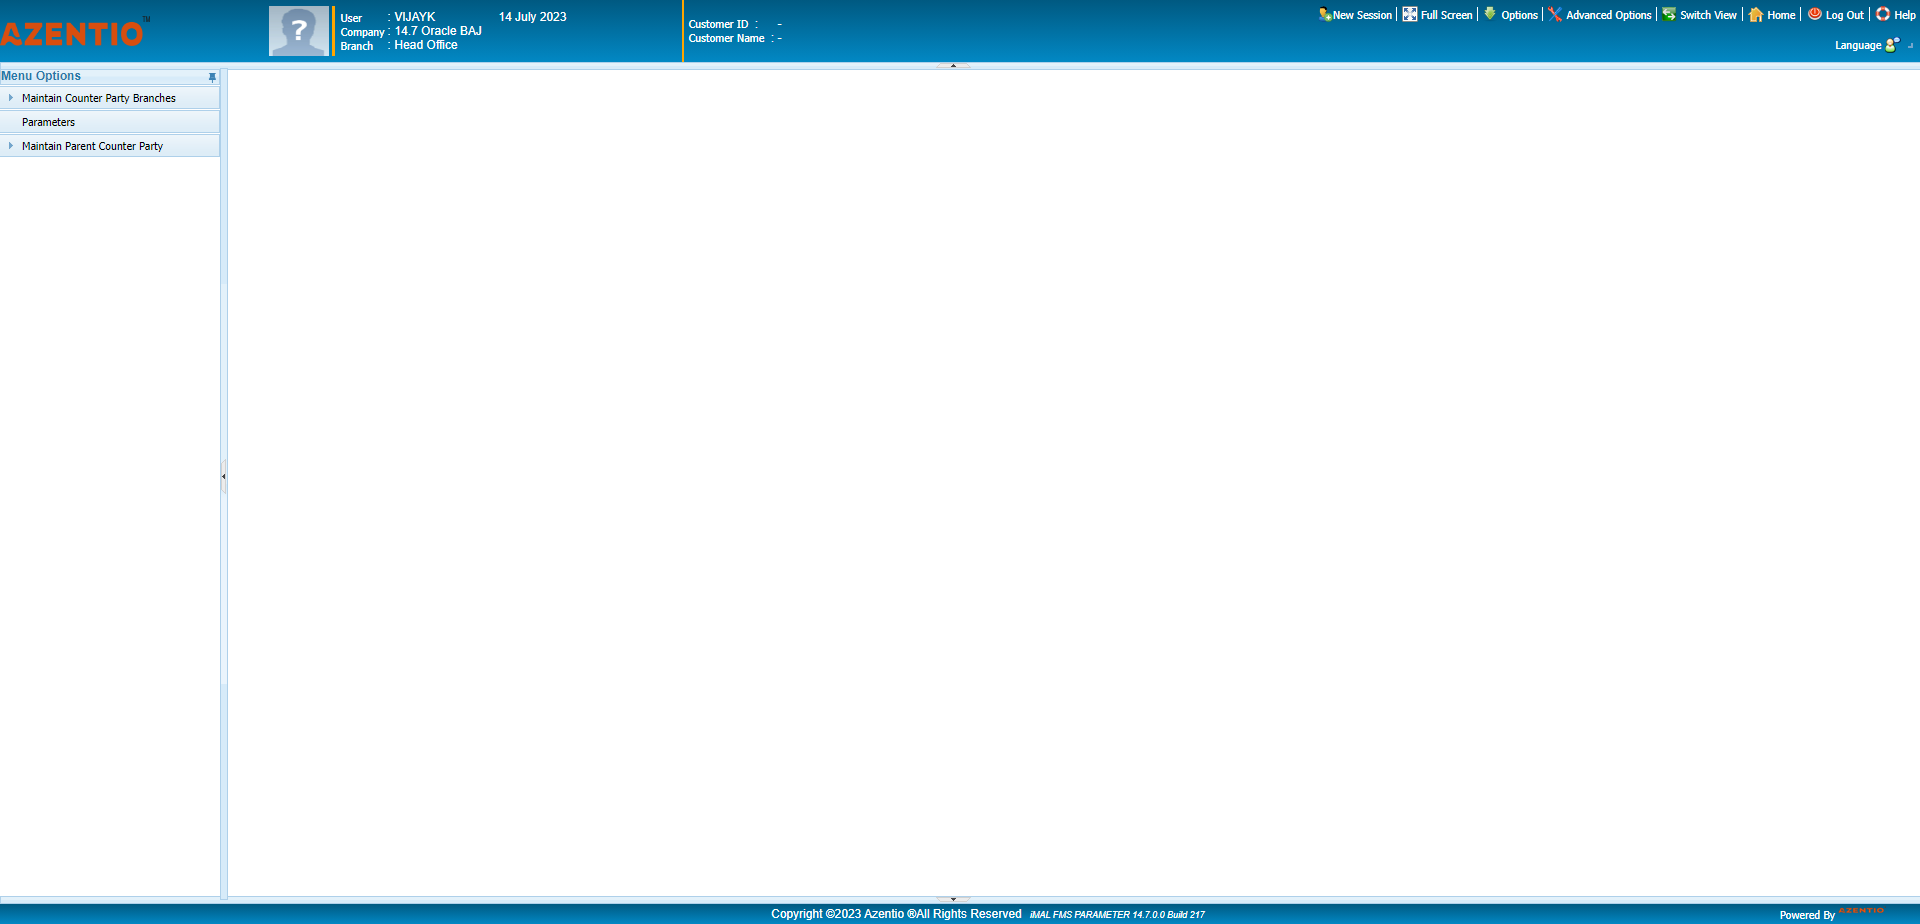 AZENTIO™
?
User : VIJAYK 14 July 2023
Company : 14.7 Oracle BAJ
Branch : Head Office
Customer ID : -
Customer Name : -
New Session | Full Screen | Options | Advanced Options | Switch View | Home | Log Out | Help
Language
Menu Options
Maintain Counter Party Branches
Parameters
Maintain Parent Counter Party
Copyright ©2023 Azentio ®All Rights Reserved iMAL FMS PARAMETER 14.7.0.0 Build 217
Powered By AZENTIO